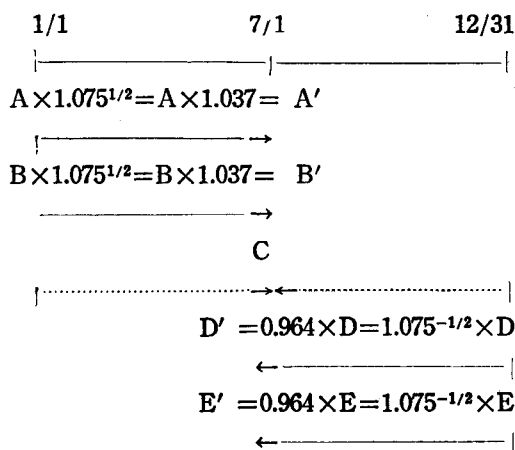 1/1 7/1 12/31
A×1.075^{1/2}=A×1.037= A′
B×1.075^{1/2}=B×1.037= B′
C
D′ =0.964×D=1.075^{-1/2}×D
E′ =0.964×E=1.075^{-1/2}×E